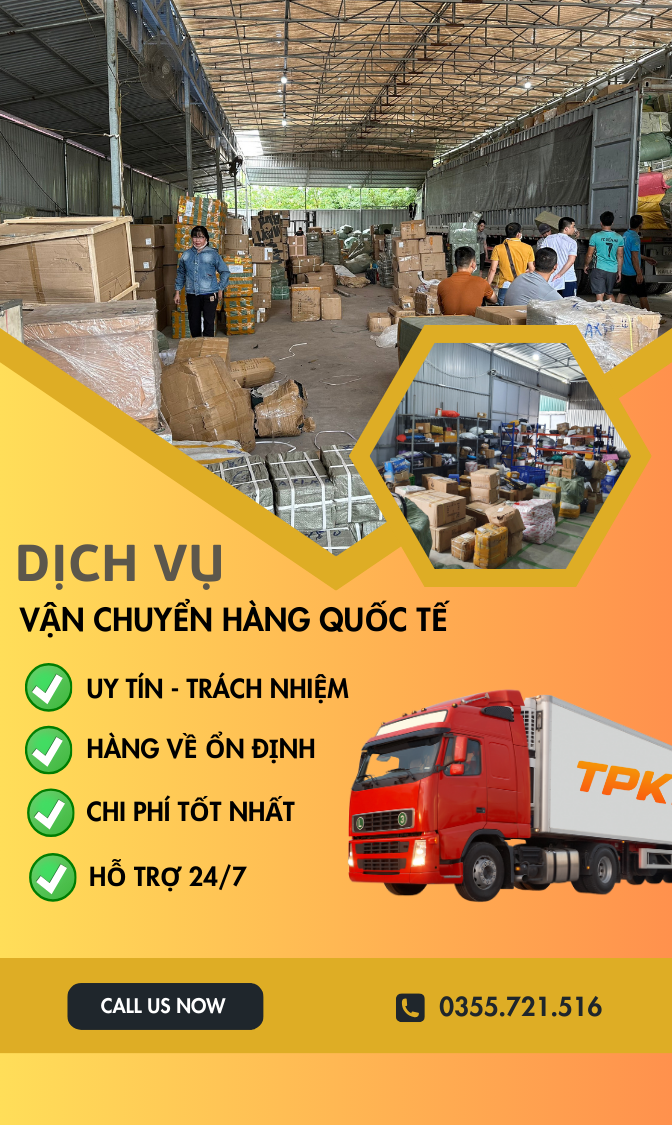 DỊCH VỤ
VẬN CHUYỂN HÀNG QUỐC TẾ
UY TÍN - TRÁCH NHIỆM
HÀNG VỀ ỔN ĐỊNH
CHI PHÍ TỐT NHẤT
HỖ TRỢ 24/7
TPK
CALL US NOW
0355.721.516